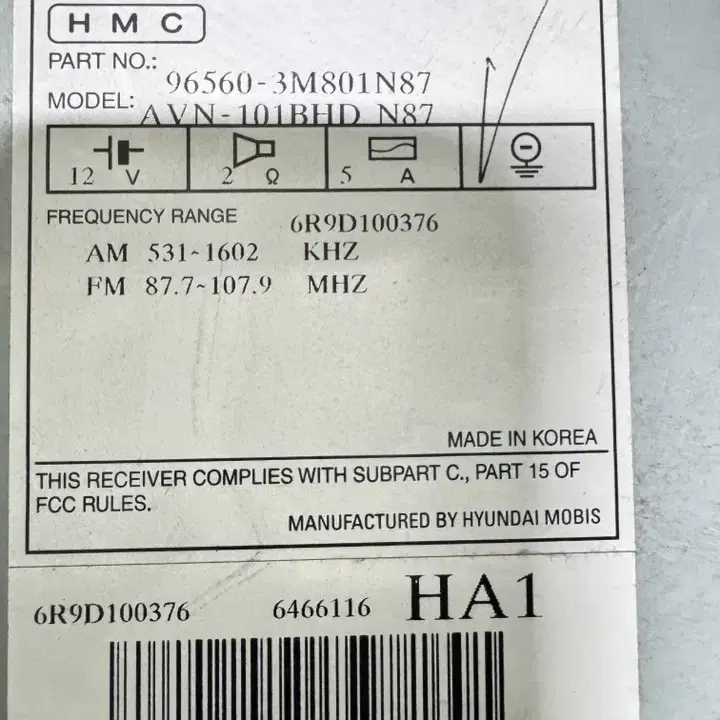 HMC
PART NO.: 96560-3M801N87
MODEL: AVN-101BHD N87
12 V 2 Ω 5 A
FREQUENCY RANGE 6R9D100376
AM 531~1602 KHZ
FM 87.7~107.9 MHZ
MADE IN KOREA
THIS RECEIVER COMPLIES WITH SUBPART C., PART 15 OF
FCC RULES.
MANUFACTURED BY HYUNDAI MOBIS
6R9D100376 6466116 HA1